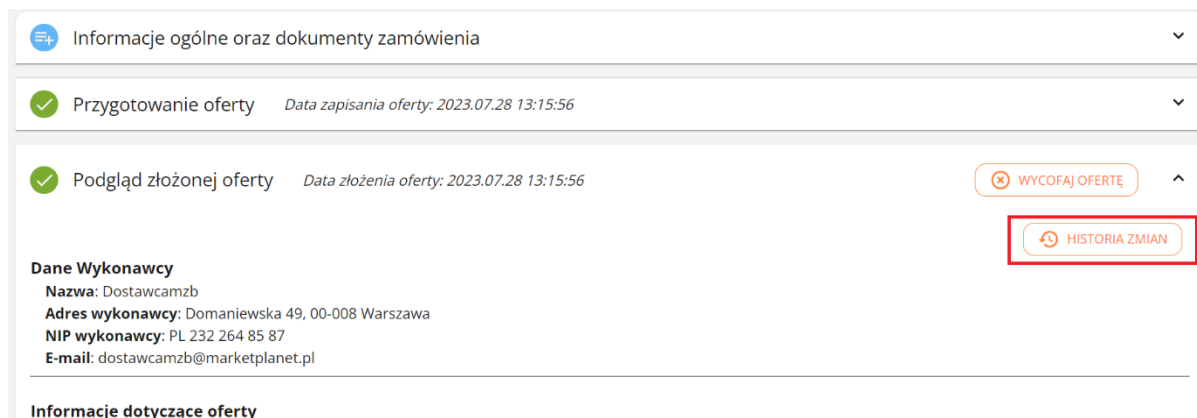 Informacje ogólne oraz dokumenty zamówienia
Przygotowanie oferty Data zapisania oferty: 2023.07.28 13:15:56
Podgląd złożonej oferty Data złożenia oferty: 2023.07.28 13:15:56 WYCOFAJ OFERTĘ
HISTORIA ZMIAN
Dane Wykonawcy
Nazwa: Dostawcamzb
Adres wykonawcy: Domaniewska 49, 00-008 Warszawa
NIP wykonawcy: PL 232 264 85 87
E-mail: dostawcamzb@marketplanet.pl
Informacje dotyczące oferty